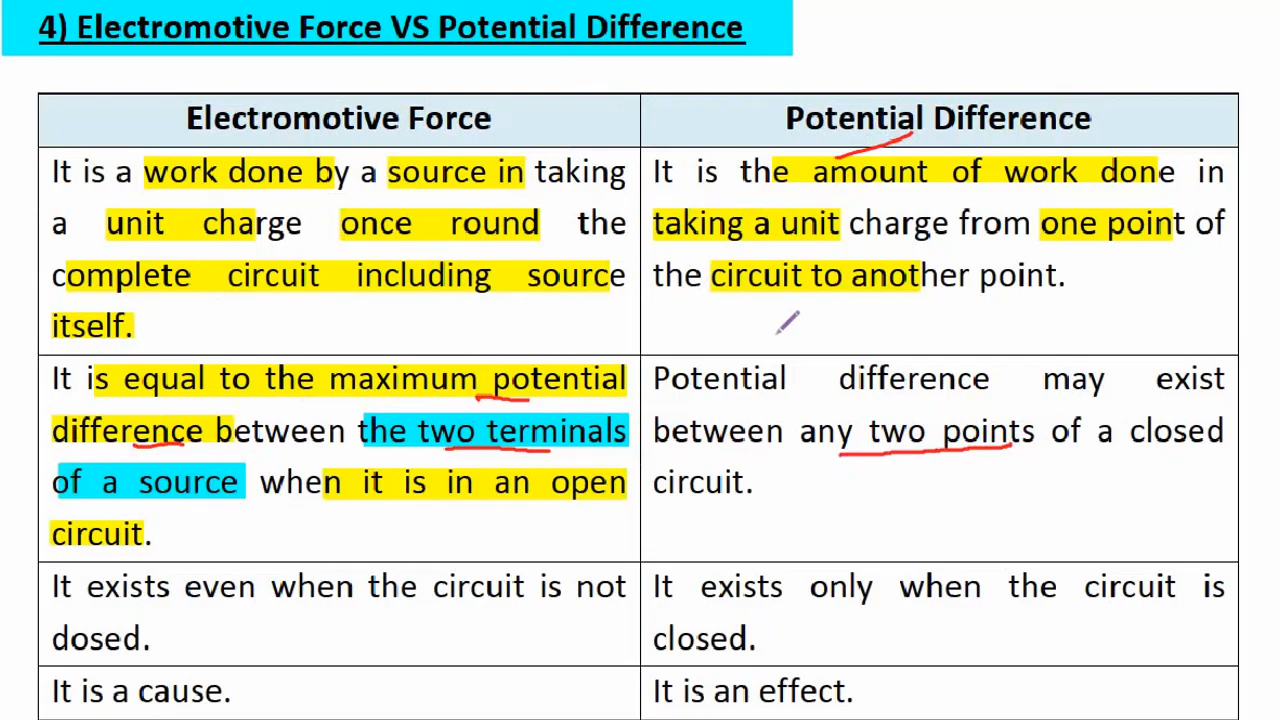 4) Electromotive Force VS Potential Difference
Electromotive Force
Potential Difference
It is a work done by a source in taking
a unit charge once round the
complete circuit including source
itself.
It is the amount of work done in
taking a unit charge from one point of
the circuit to another point.
It is equal to the maximum potential
difference between the two terminals
of a source when it is in an open
circuit.
Potential difference may exist
between any two points of a closed
circuit.
It exists even when the circuit is not
dosed.
It exists only when the circuit is
closed.
It is a cause.
It is an effect.